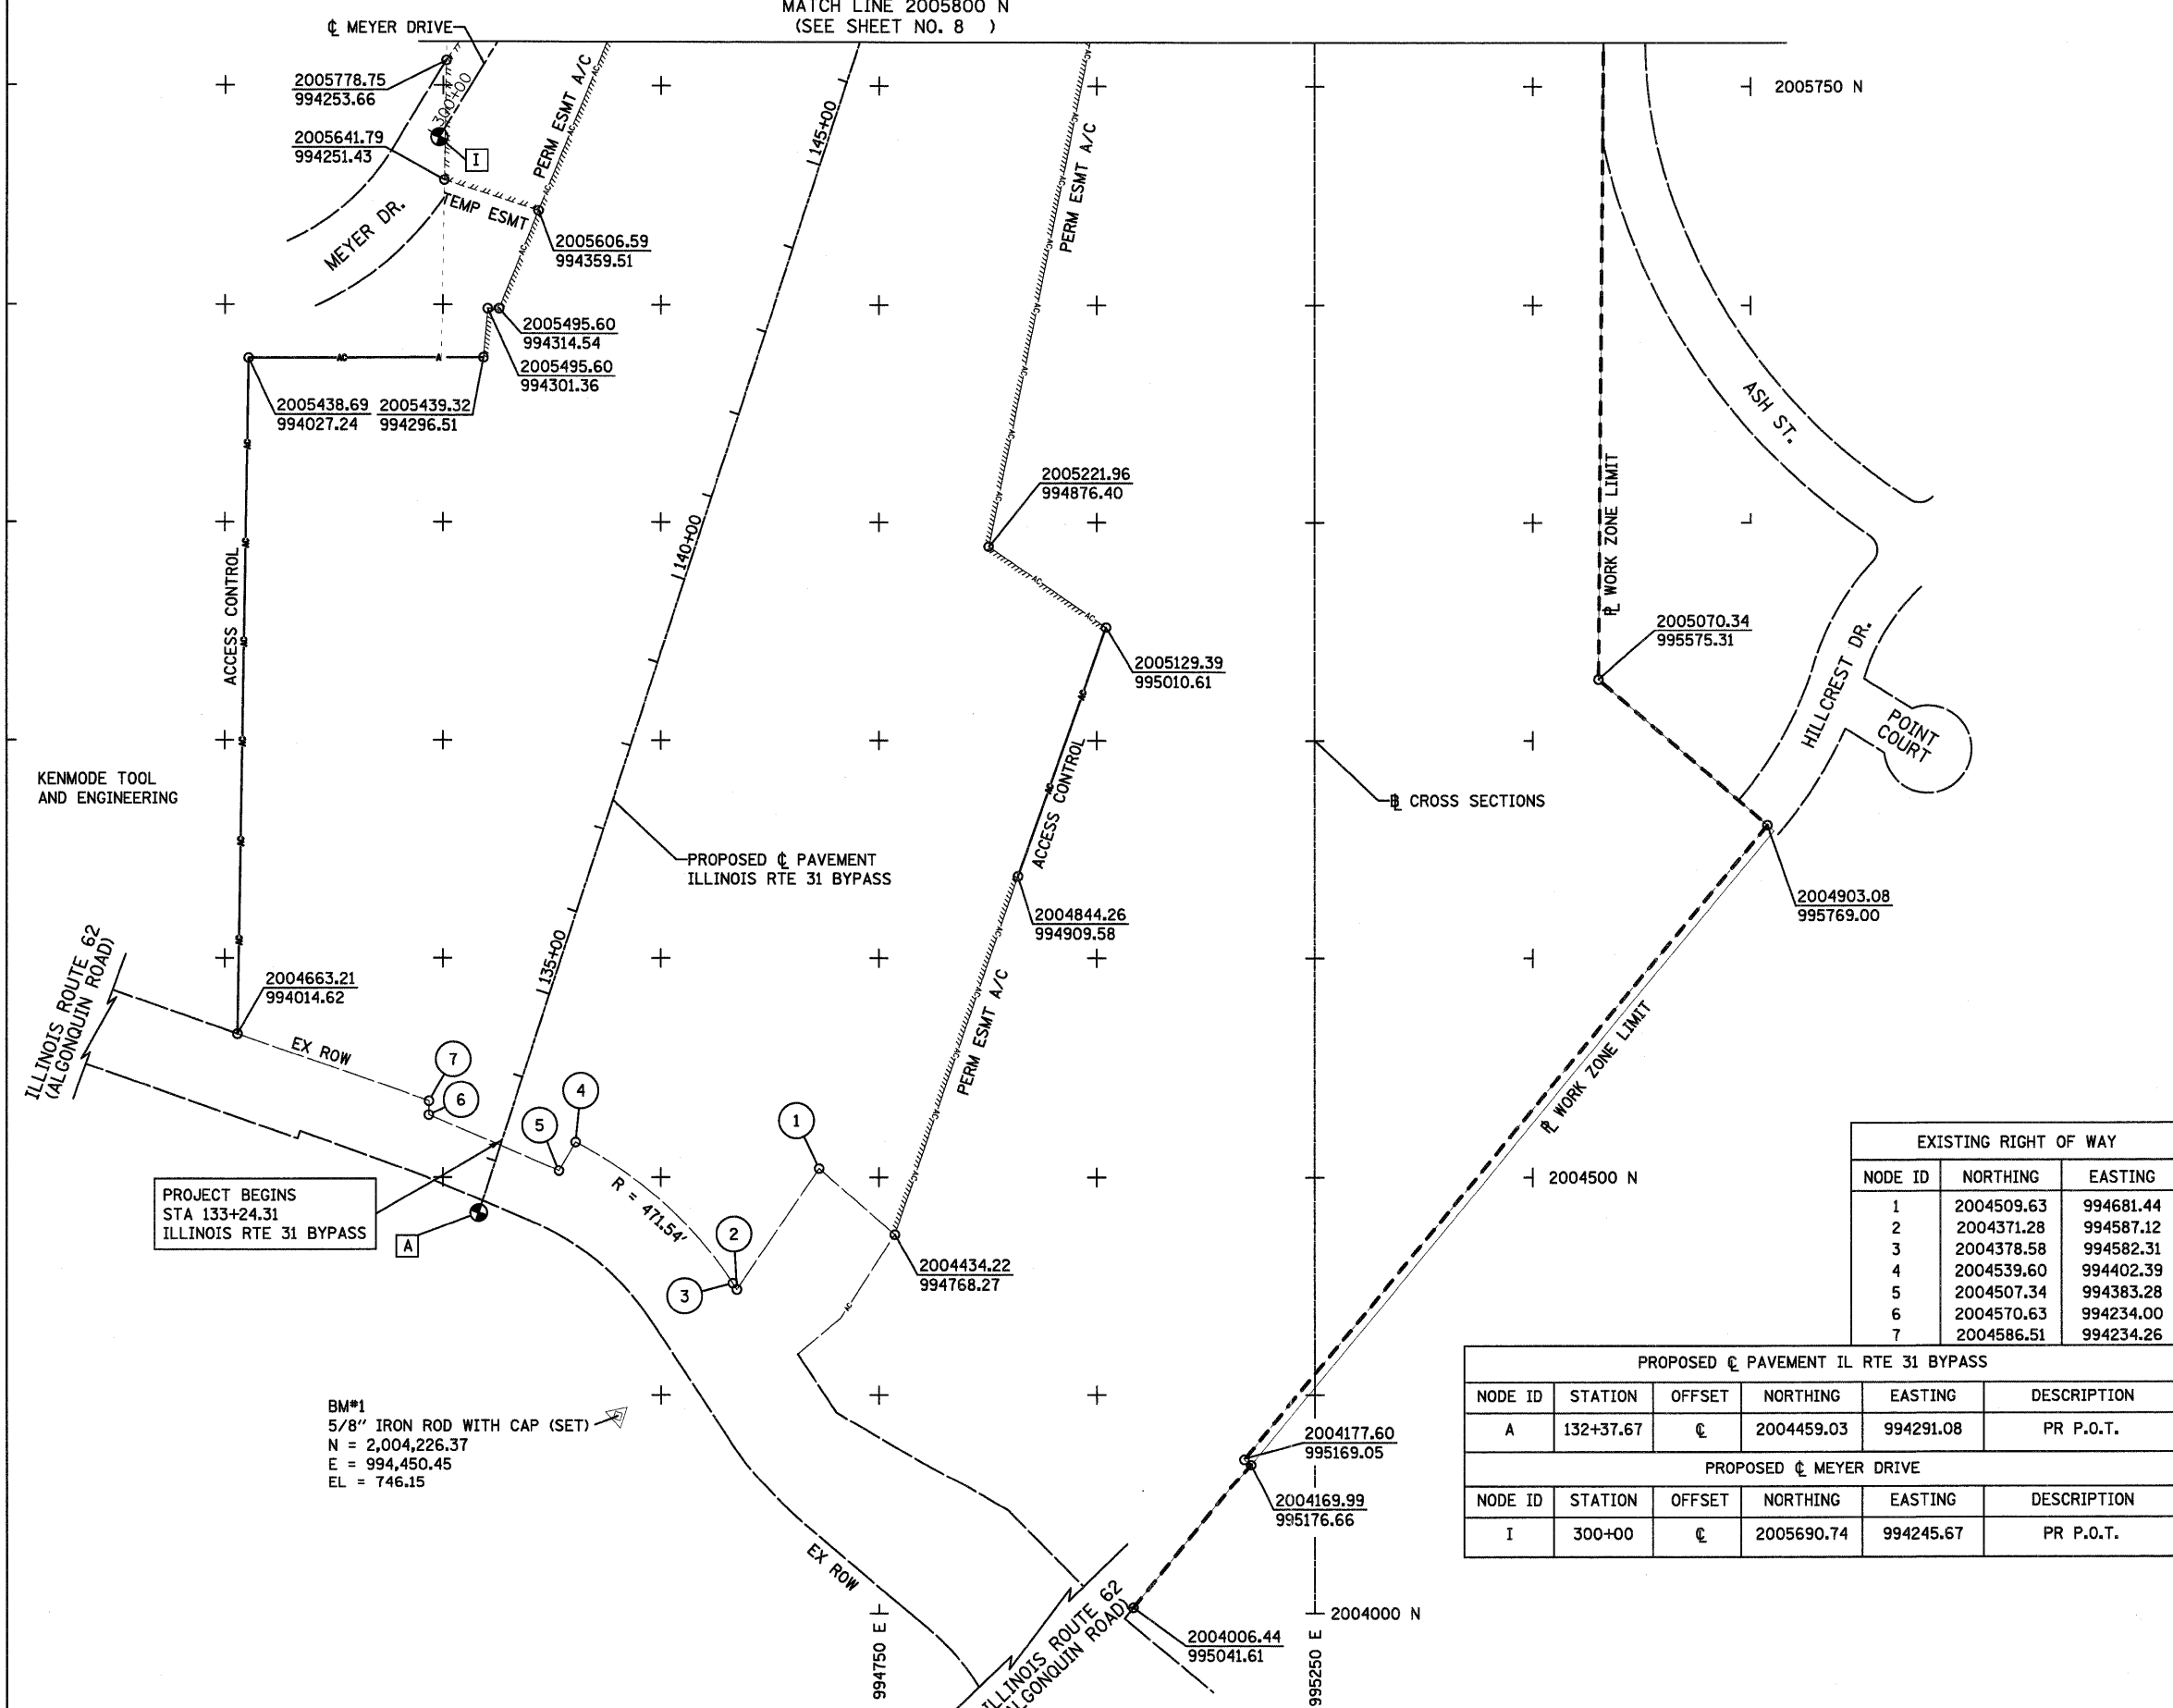 MATCH LINE 2005800 N
(SEE SHEET NO. 8 )
℄ MEYER DRIVE
2005778.75
994253.66
300+00
2005641.79
994251.43
I
PERM ESMT A/C
145+00
PERM ESMT A/C
2005750 N
MEYER DR.
TEMP ESMT
2005606.59
994359.51
2005495.60
994314.54
2005495.60
994301.36
AC
A
2005438.69
994027.24
2005439.32
994296.51
ASH ST.
2005221.96
994876.40
140+00
ACCESS CONTROL
PL WORK ZONE LIMIT
2005129.39
995010.61
2005070.34
995575.31
HILLCREST DR.
POINT
COURT
KENMODE TOOL
AND ENGINEERING
ACCESS CONTROL
BL CROSS SECTIONS
PROPOSED ℄ PAVEMENT
ILLINOIS RTE 31 BYPASS
2004903.08
995769.00
2004844.26
994909.58
135+00
ILLINOIS ROUTE 62
(ALGONQUIN ROAD)
2004663.21
994014.62
EX ROW
PERM ESMT A/C
PL WORK ZONE LIMIT
7
6
4
5
1
R = 471.54'
2
3
PROJECT BEGINS
STA 133+24.31
ILLINOIS RTE 31 BYPASS
A
2004434.22
994768.27
2004500 N
EXISTING RIGHT OF WAY
NODE ID NORTHING EASTING
1 2004509.63 994681.44
2 2004371.28 994587.12
3 2004378.58 994582.31
4 2004539.60 994402.39
5 2004507.34 994383.28
6 2004570.63 994234.00
7 2004586.51 994234.26
PROPOSED ℄ PAVEMENT IL RTE 31 BYPASS
NODE ID STATION OFFSET NORTHING EASTING DESCRIPTION
A 132+37.67 ℄ 2004459.03 994291.08 PR P.O.T.
PROPOSED ℄ MEYER DRIVE
NODE ID STATION OFFSET NORTHING EASTING DESCRIPTION
I 300+00 ℄ 2005690.74 994245.67 PR P.O.T.
BM#1
5/8" IRON ROD WITH CAP (SET)
N = 2,004,226.37
E = 994,450.45
EL = 746.15
2004177.60
995169.05
2004169.99
995176.66
EX ROW
2004000 N
994750 E
995250 E
ILLINOIS ROUTE 62
ALGONQUIN ROAD)
2004006.44
995041.61